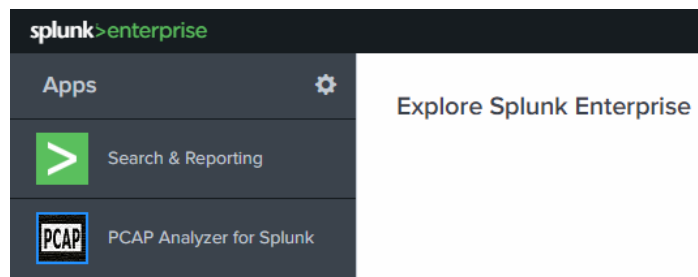 splunk>enterprise
Apps
Explore Splunk Enterprise
> Search & Reporting
PCAP PCAP Analyzer for Splunk